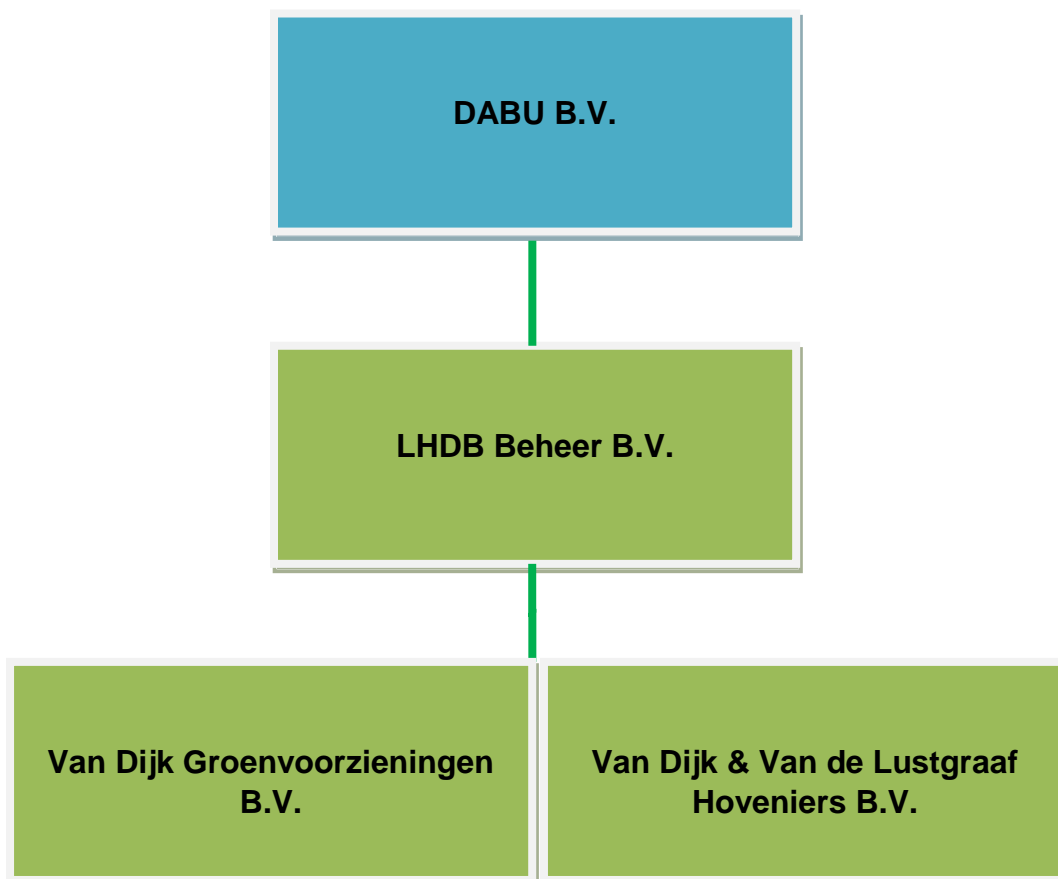 DABU B.V.
LHDB Beheer B.V.
Van Dijk Groenvoorzieningen
B.V.
Van Dijk & Van de Lustgraaf
Hoveniers B.V.